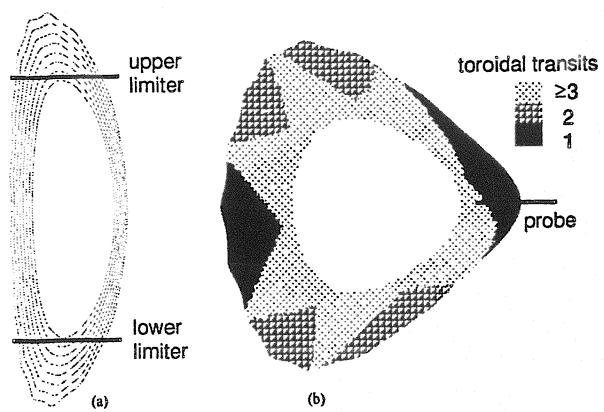 upper
limiter
lower
limiter
(a)
toroidal transits
≥3
2
1
probe
(b)